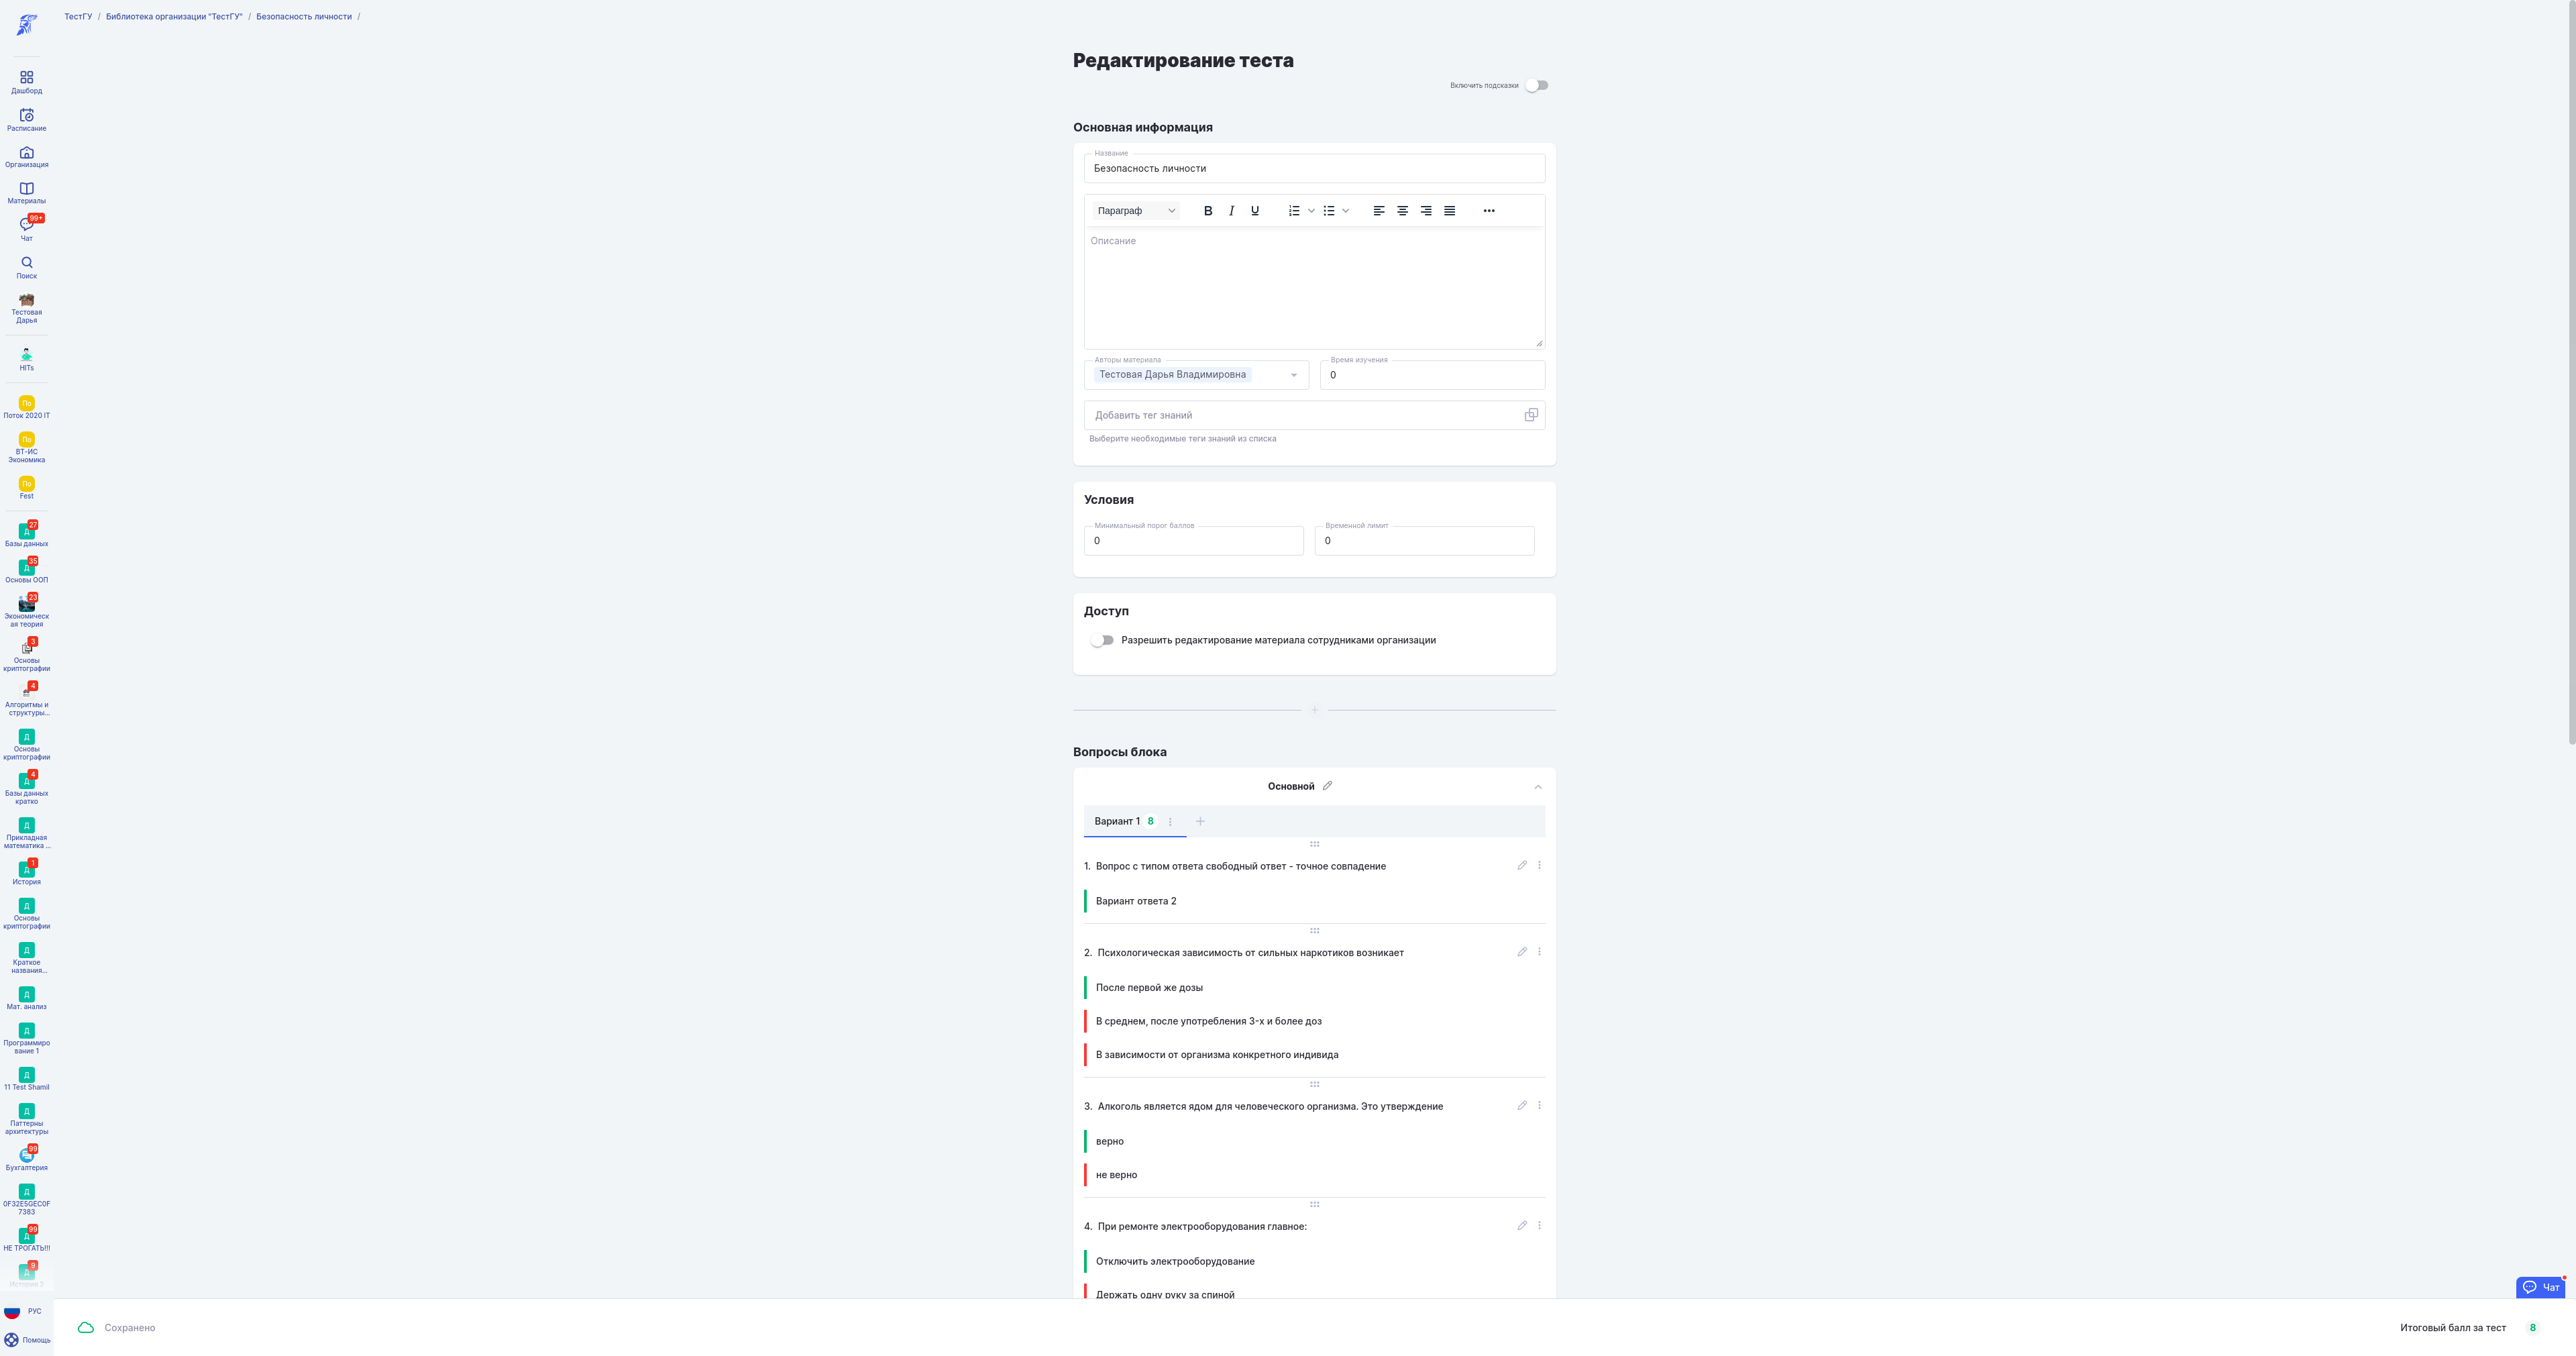 ТестГУ / Библиотека организации "ТестГУ" / Безопасность личности /
Дашборд
Расписание
Организация
Материалы
99+
Чат
Поиск
Тестовая
Дарья
HITs
По
Поток 2020 IT
По
ВТ-ИС
Экономика
По
Fest
27
Д
Базы данных
35
Д
Основы ООП
23
Экономическ
ая теория
3
Основы
криптографии
4
Алгоритмы и
структуры...
Д
Основы
криптографии
4
Д
Базы данных
кратко
Д
Прикладная
математика ...
1
Д
История
Д
Основы
криптографии
Д
Краткое
названия...
Д
Мат. анализ
Д
Программиро
вание 1
Д
11 Test Shamil
Д
Паттерны
архитектуры
99
Бухгалтерия
Д
0F32E5GEC0F
7383
99
Д
НЕ ТРОГАТЬ!!!
9
Д
История 2
РУС
Помощь
Редактирование теста
Включить подсказки
Основная информация
Название
Безопасность личности
Параграф
B I U
Описание
Авторы материала
Тестовая Дарья Владимировна
Время изучения
0
Добавить тег знаний
Выберите необходимые теги знаний из списка
Условия
Минимальный порог баллов
0
Временной лимит
0
Доступ
Разрешить редактирование материала сотрудниками организации
Вопросы блока
Основной
Вариант 1 8
1. Вопрос с типом ответа свободный ответ - точное совпадение
Вариант ответа 2
2. Психологическая зависимость от сильных наркотиков возникает
После первой же дозы
В среднем, после употребления 3-х и более доз
В зависимости от организма конкретного индивида
3. Алкоголь является ядом для человеческого организма. Это утверждение
верно
не верно
4. При ремонте электрооборудования главное:
Отключить электрооборудование
Держать одну руку за спиной
Чат
Сохранено
Итоговый балл за тест 8